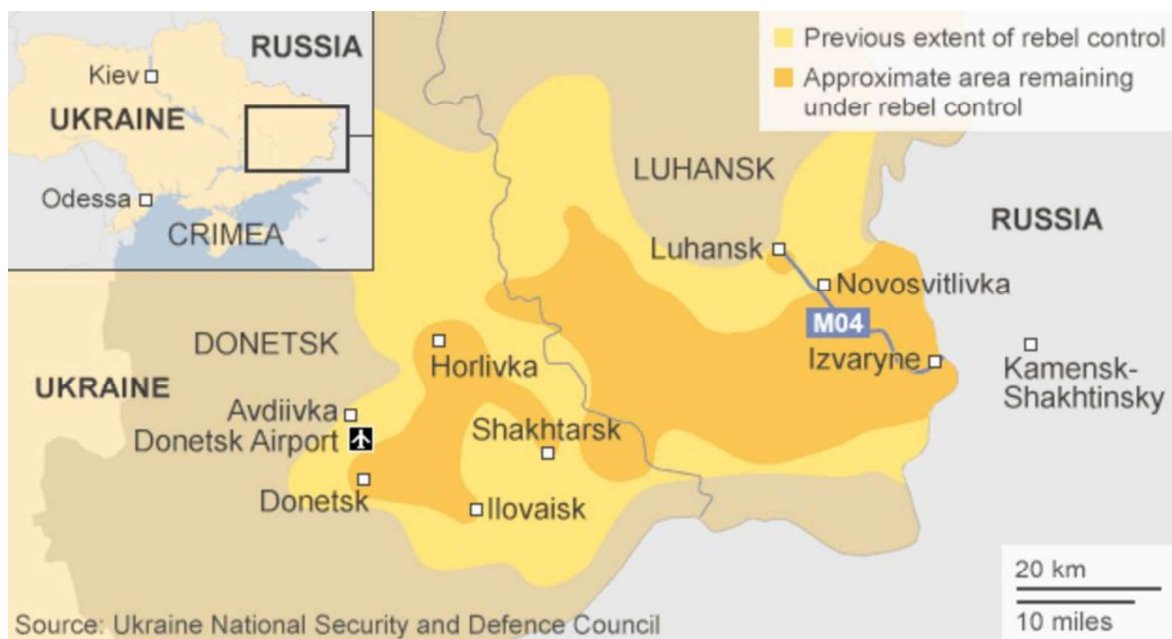 RUSSIA
Kiev
UKRAINE
Odessa
CRIMEA
Previous extent of rebel control
Approximate area remaining
under rebel control
LUHANSK
RUSSIA
Luhansk
Novosvitlivka
M04
DONETSK
Horlivka
Izvaryne
Kamensk-
Shakhtinsky
UKRAINE
Avdiivka
Donetsk Airport
Shakhtarsk
Donetsk
Ilovaisk
20 km
10 miles
Source: Ukraine National Security and Defence Council